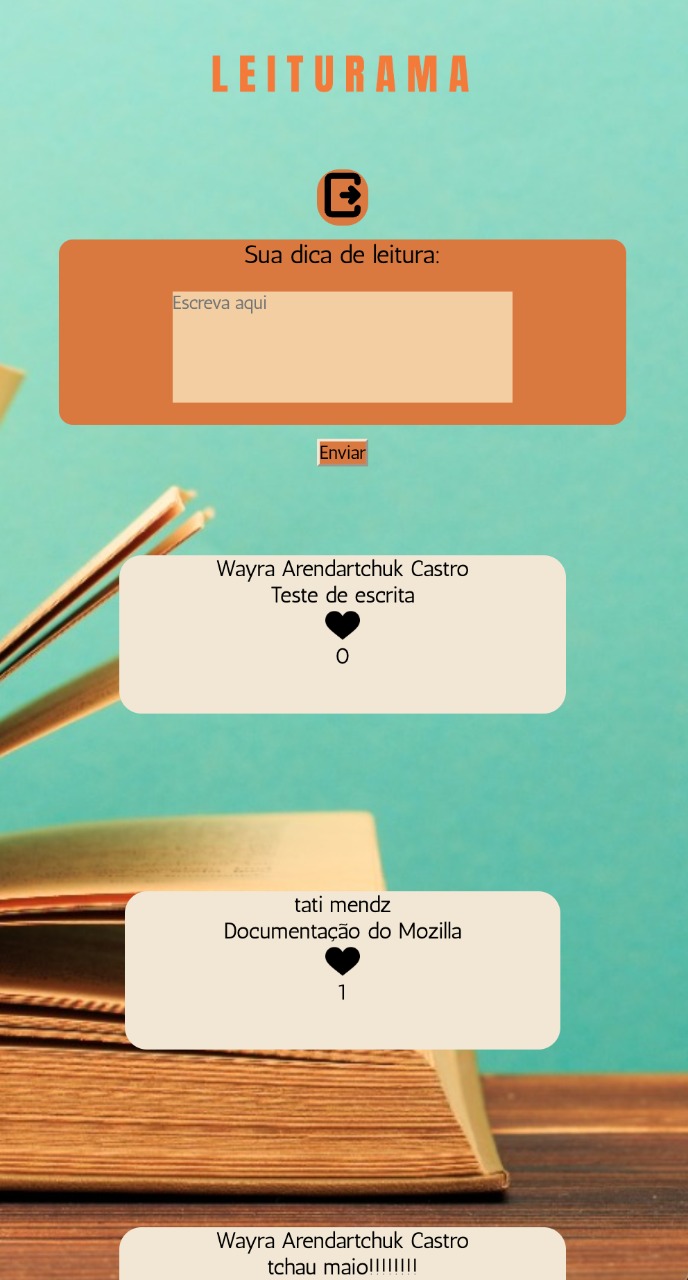 LEITURAMA
Sua dica de leitura:
Escreva aqui
Enviar
Wayra Arendartchuk Castro
Teste de escrita
0
tati mendz
Documentação do Mozilla
1
Wayra Arendartchuk Castro
tchau maio!!!!!!!!